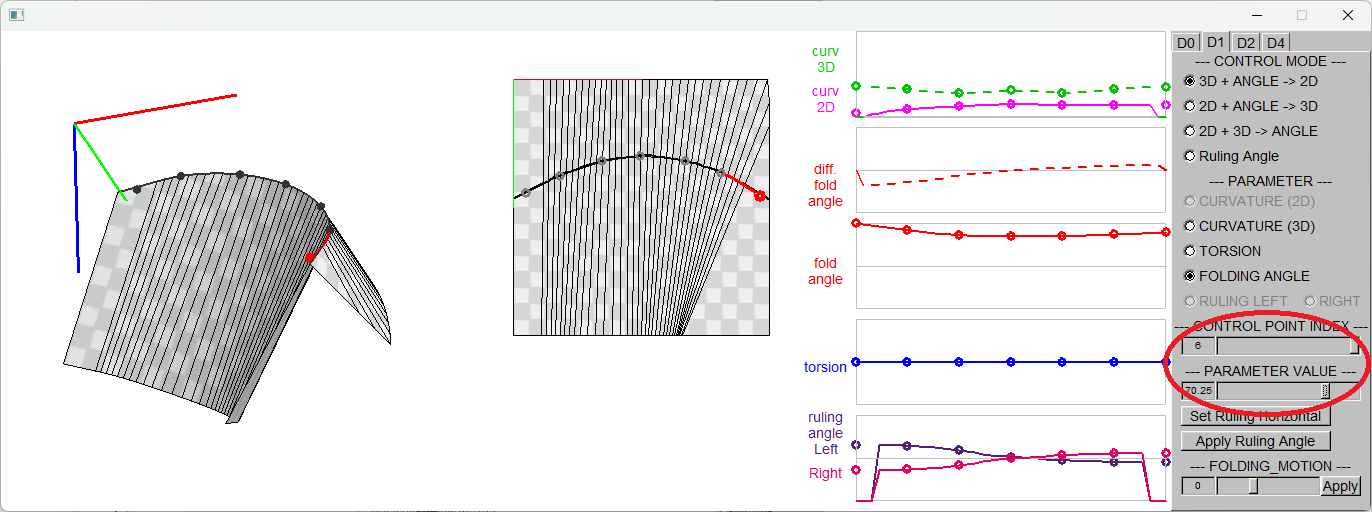 curv
3D
curv
2D
diff.
fold
angle
fold
angle
torsion
ruling
angle
Left
Right
D0 D1 D2 D4
--- CONTROL MODE ---
3D + ANGLE -> 2D
2D + ANGLE -> 3D
2D + 3D -> ANGLE
Ruling Angle
--- PARAMETER ---
CURVATURE (2D)
CURVATURE (3D)
TORSION
FOLDING ANGLE
RULING LEFT RIGHT
--- CONTROL POINT INDEX ---
6
--- PARAMETER VALUE ---
70.25
Set Ruling Horizontal
Apply Ruling Angle
--- FOLDING_MOTION ---
0 Apply